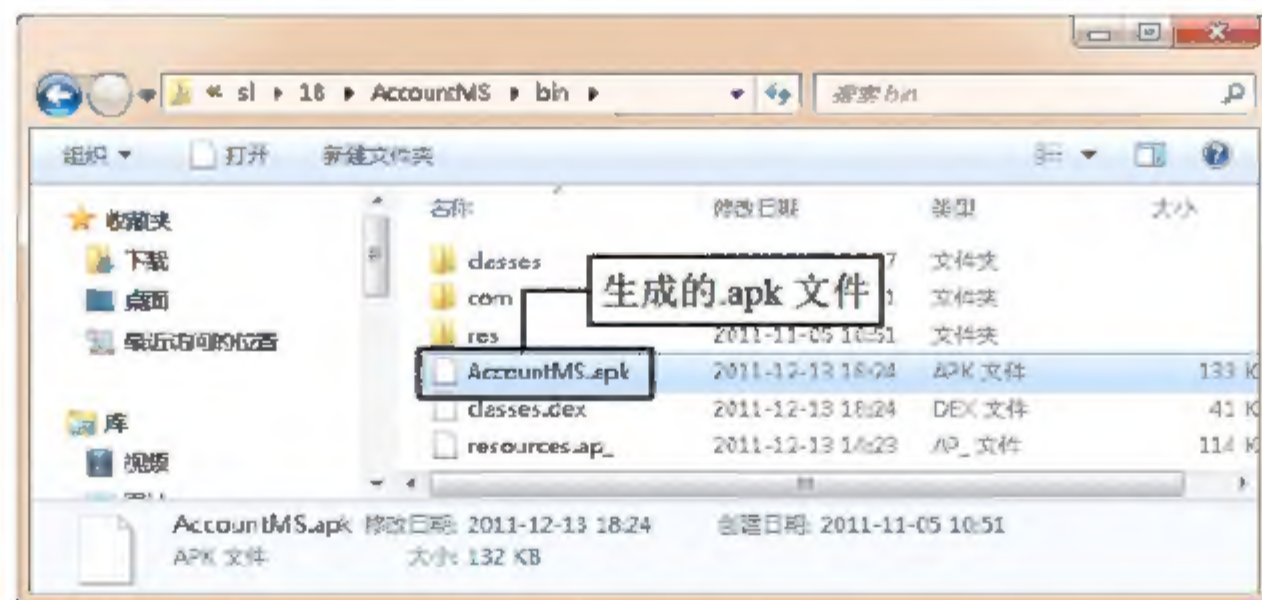 « sl ▸ 18 ▸ AccountMS ▸ bin ▸ 搜索 bin
组织 打开 新建文件夹
收藏夹
下载
桌面
最近访问的位置
库
视频
名称 修改日期 类型 大小
classes 文件夹
com 文件夹
res 2011-11-05 10:51 文件夹
AccountMS.apk 2011-12-13 18:24 APK 文件 133 K
classes.dex 2011-12-13 18:24 DEX 文件 41 K
resources.ap_ 2011-12-13 AP_ 文件 114 K
生成的.apk 文件
AccountMS.apk 修改日期: 2011-12-13 18:24 创建日期: 2011-11-05 10:51
APK 文件 大小: 132 KB